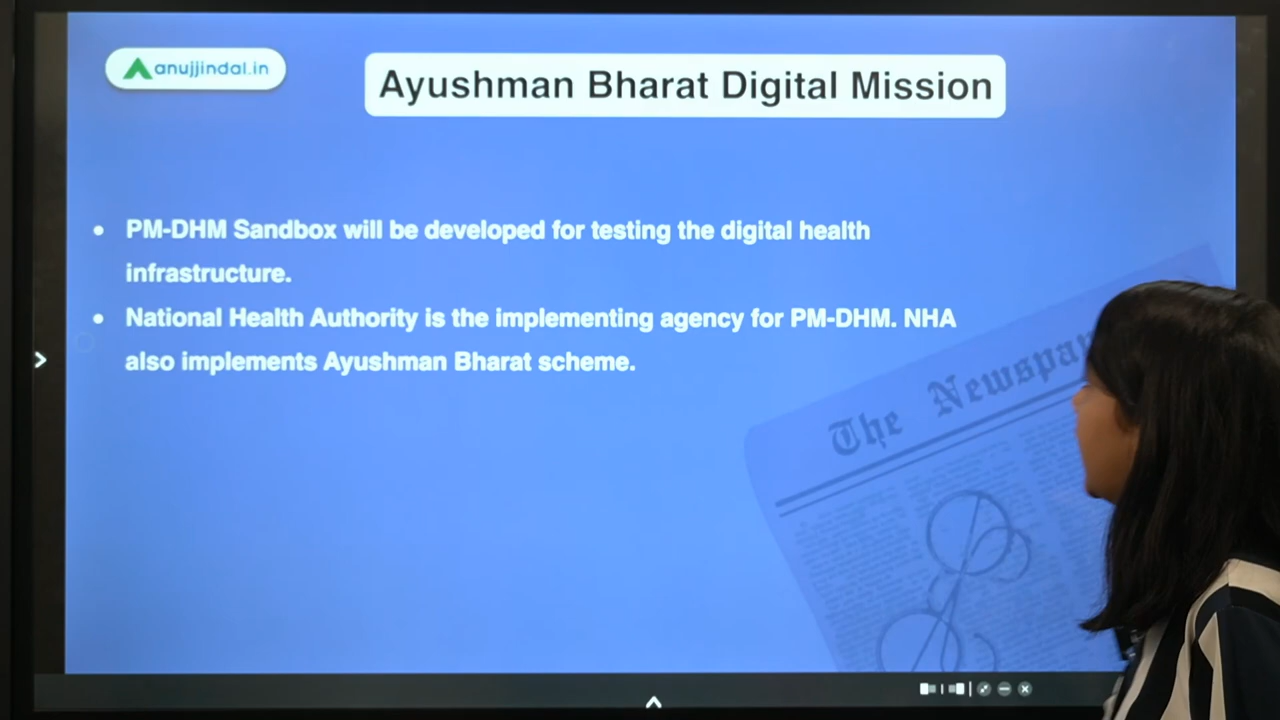 anujjindal.in
Ayushman Bharat Digital Mission
• PM-DHM Sandbox will be developed for testing the digital health
infrastructure.
• National Health Authority is the implementing agency for PM-DHM. NHA
also implements Ayushman Bharat scheme.
The